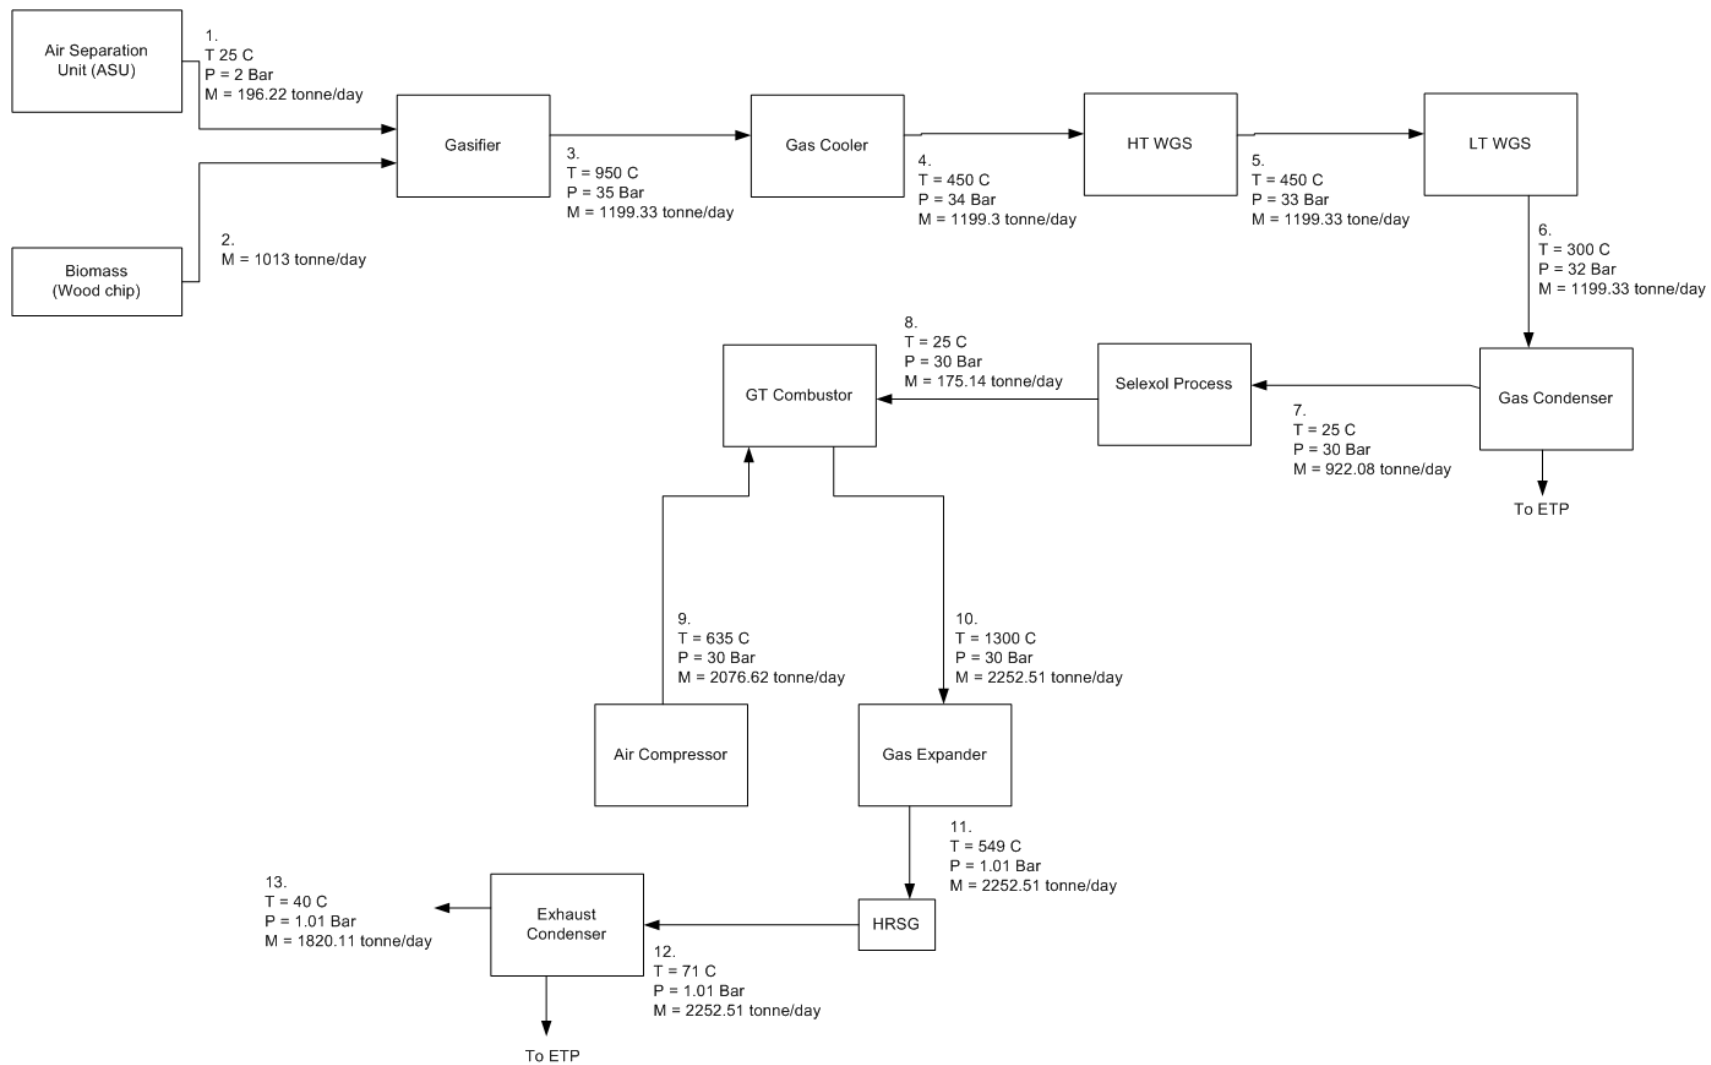 Air Separation
Unit (ASU)
1.
T 25 C
P = 2 Bar
M = 196.22 tonne/day
Gasifier
Gas Cooler
HT WGS
LT WGS
3.
T = 950 C
P = 35 Bar
M = 1199.33 tonne/day
4.
T = 450 C
P = 34 Bar
M = 1199.3 tonne/day
5.
T = 450 C
P = 33 Bar
M = 1199.33 tonne/day
2.
M = 1013 tonne/day
Biomass
(Wood chip)
6.
T = 300 C
P = 32 Bar
M = 1199.33 tonne/day
8.
T = 25 C
P = 30 Bar
M = 175.14 tonne/day
GT Combustor
Selexol Process
Gas Condenser
7.
T = 25 C
P = 30 Bar
M = 922.08 tonne/day
To ETP
9.
T = 635 C
P = 30 Bar
M = 2076.62 tonne/day
10.
T = 1300 C
P = 30 Bar
M = 2252.51 tonne/day
Air Compressor
Gas Expander
11.
T = 549 C
P = 1.01 Bar
M = 2252.51 tonne/day
13.
T = 40 C
P = 1.01 Bar
M = 1820.11 tonne/day
Exhaust
Condenser
HRSG
12.
T = 71 C
P = 1.01 Bar
M = 2252.51 tonne/day
To ETP